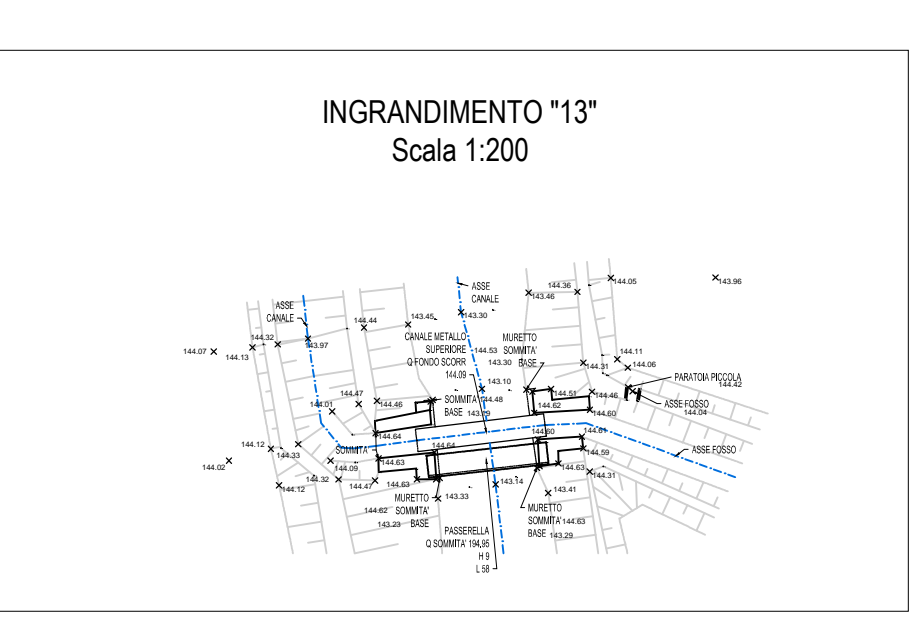 INGRANDIMENTO "13"
Scala 1:200
143.96
144.05
144.36
143.46
ASSE
CANALE
ASSE
CANALE
143.30
143.45
144.44
144.32
143.97
144.07
144.13
CANALE METALLO
SUPERIORE
Q FONDO SCORR
144.09
MURETTO
SOMMITA'
BASE
144.53
143.30
144.11
144.31
144.06
PARATOIA PICCOLA
144.42
143.10
144.48
144.51
144.46
ASSE FOSSO
144.04
144.47
144.01
144.46
SOMMITA'
BASE
144.62
144.60
144.64
144.60
144.61
SOMMITA'
144.64
144.59
ASSE FOSSO
144.12
144.33
144.02
144.09
144.63
144.63
144.32
144.47
144.63
144.31
144.12
143.14
143.41
143.33
MURETTO
SOMMITA'
BASE
144.62
143.23
MURETTO
SOMMITA'
BASE
144.63
143.29
PASSERELLA
Q SOMMITA' 194,95
H 9
L 58